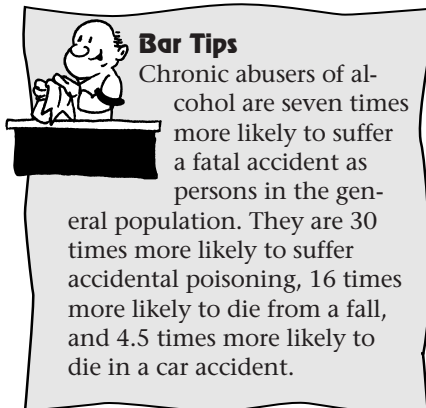 Bar Tips
Chronic abusers of al-
cohol are seven times
more likely to suffer
a fatal accident as
persons in the gen-
eral population. They are 30
times more likely to suffer
accidental poisoning, 16 times
more likely to die from a fall,
and 4.5 times more likely to
die in a car accident.